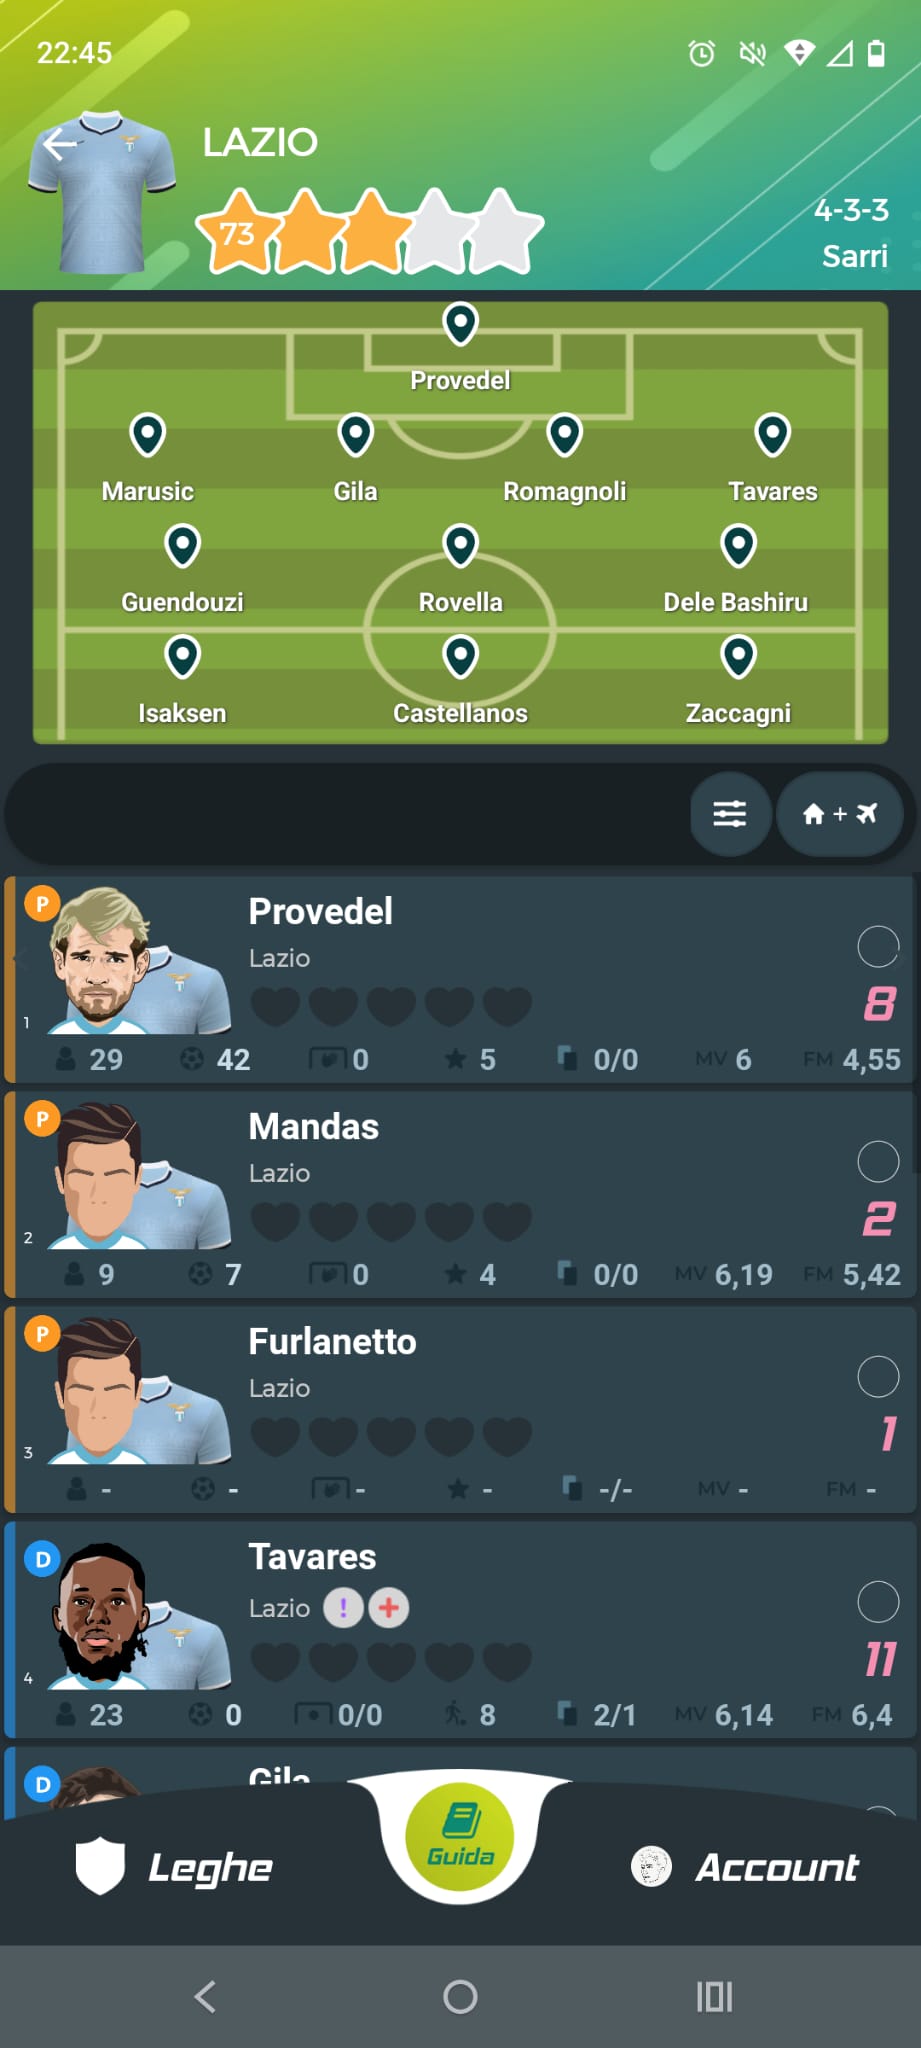 22:45
LAZIO
73
4-3-3
Sarri
Provedel
Marusic Gila Romagnoli Tavares
Guendouzi Rovella Dele Bashiru
Isaksen Castellanos Zaccagni
+
P
Provedel
Lazio
8
1
29 42 0 5 0/0 MV 6 FM 4,55
P
Mandas
Lazio
2
2
9 7 0 4 0/0 MV 6,19 FM 5,42
P
Furlanetto
Lazio
1
3
- - - - -/- MV - FM -
D
Tavares
Lazio !
11
4
23 0 0/0 8 2/1 MV 6,14 FM 6,4
D
Gila
Leghe
Guida
Account